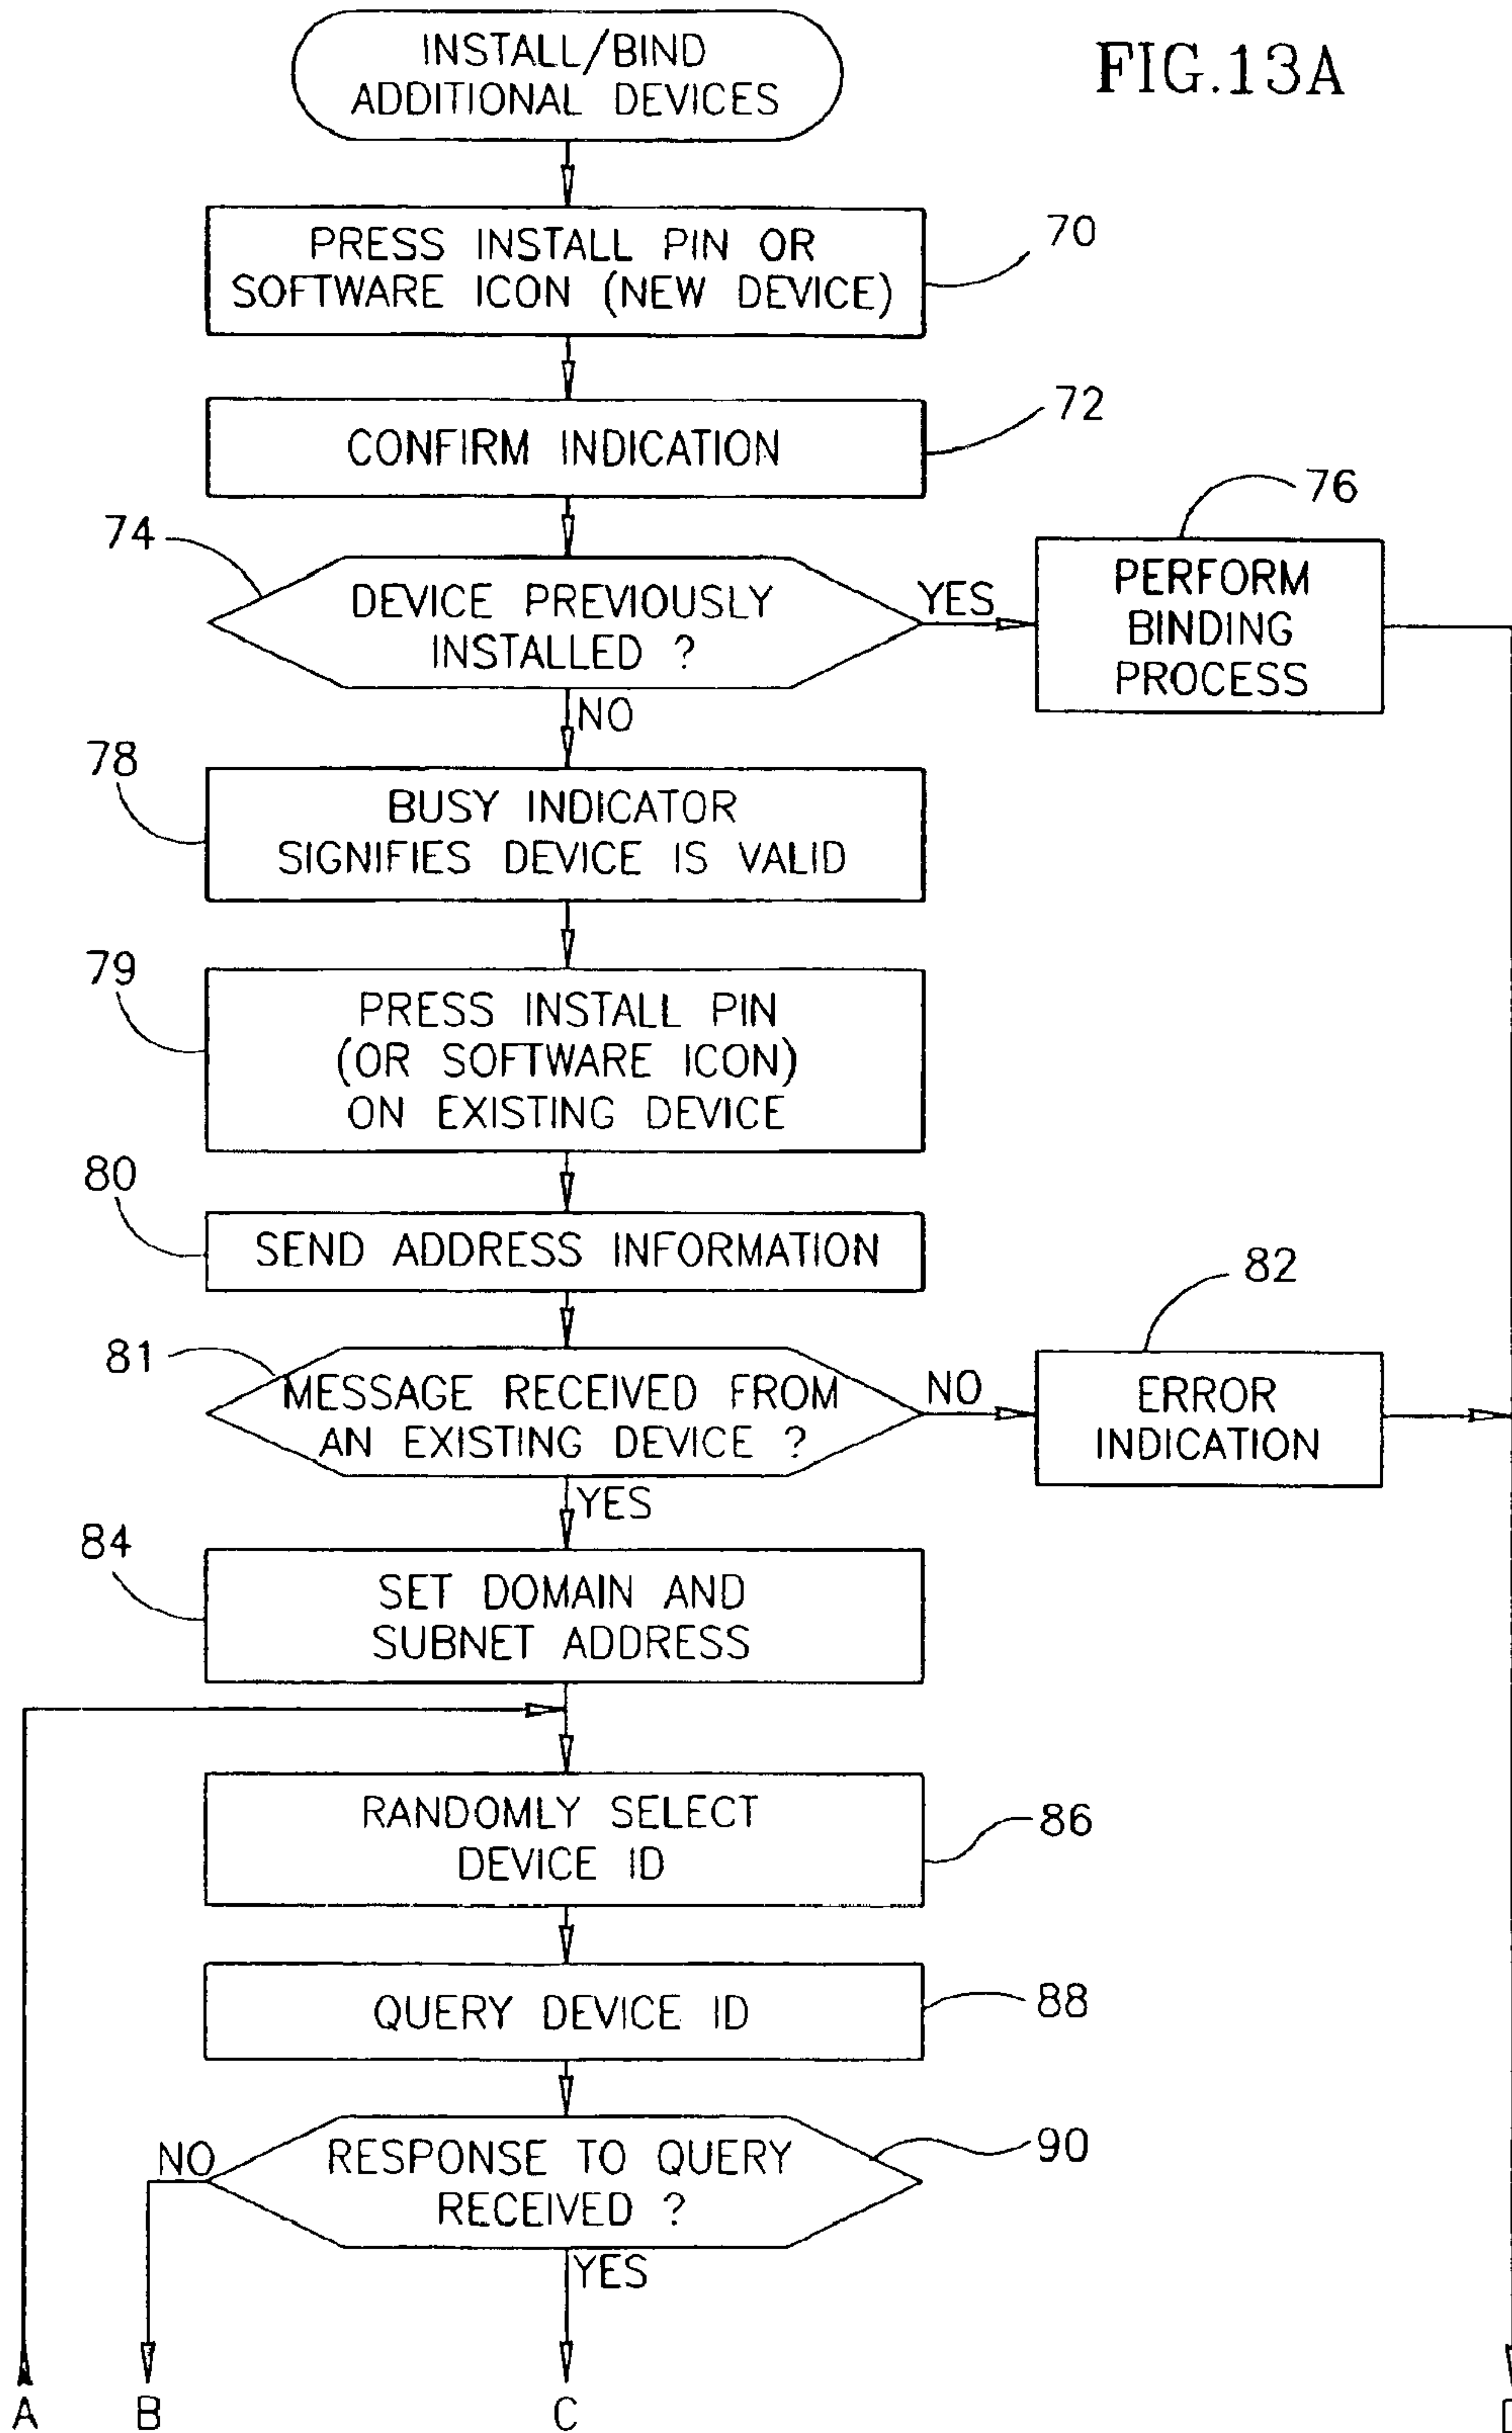 INSTALL/BIND
ADDITIONAL DEVICES
FIG.13A
PRESS INSTALL PIN OR
SOFTWARE ICON (NEW DEVICE)
70
CONFIRM INDICATION
72
74
DEVICE PREVIOUSLY
INSTALLED ?
YES
NO
76
PERFORM
BINDING
PROCESS
78
BUSY INDICATOR
SIGNIFIES DEVICE IS VALID
79
PRESS INSTALL PIN
(OR SOFTWARE ICON)
ON EXISTING DEVICE
80
SEND ADDRESS INFORMATION
81
MESSAGE RECEIVED FROM
AN EXISTING DEVICE ?
NO
YES
82
ERROR
INDICATION
84
SET DOMAIN AND
SUBNET ADDRESS
RANDOMLY SELECT
DEVICE ID
86
QUERY DEVICE ID
88
NO
RESPONSE TO QUERY
RECEIVED ?
90
YES
A
B
C